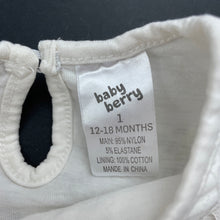 baby
berry
1
12-18 MONTHS
MAIN: 95% NYLON
5% ELASTANE
LINING: 100% COTTON
MADE IN CHINA